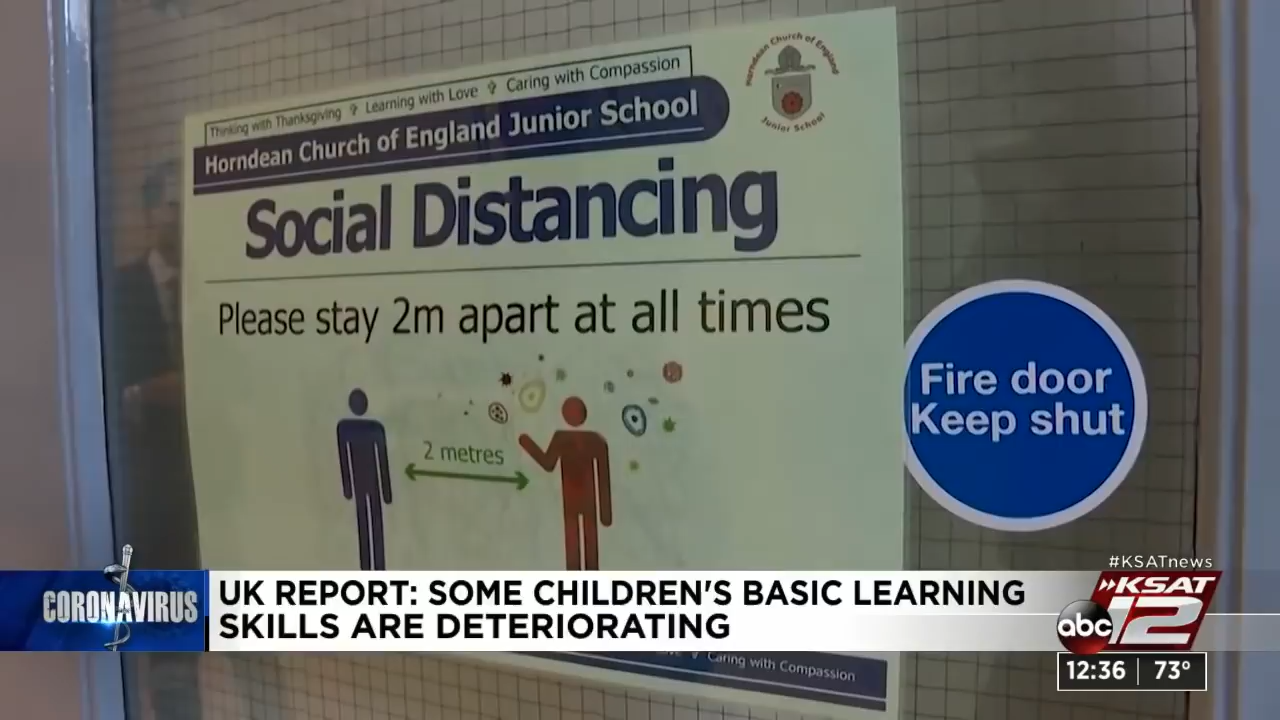 Thinking with Thanksgiving ✞ Learning with Love ✞ Caring with Compassion
Horndean Church of England Junior School
Horndean Church of England
Junior School
Social Distancing
Please stay 2m apart at all times
2 metres
Fire door
Keep shut
#KSATnews
CORONAVIRUS
UK REPORT: SOME CHILDREN'S BASIC LEARNING
SKILLS ARE DETERIORATING
»KSAT
abc 12
12:36 73°
Caring with Compassion